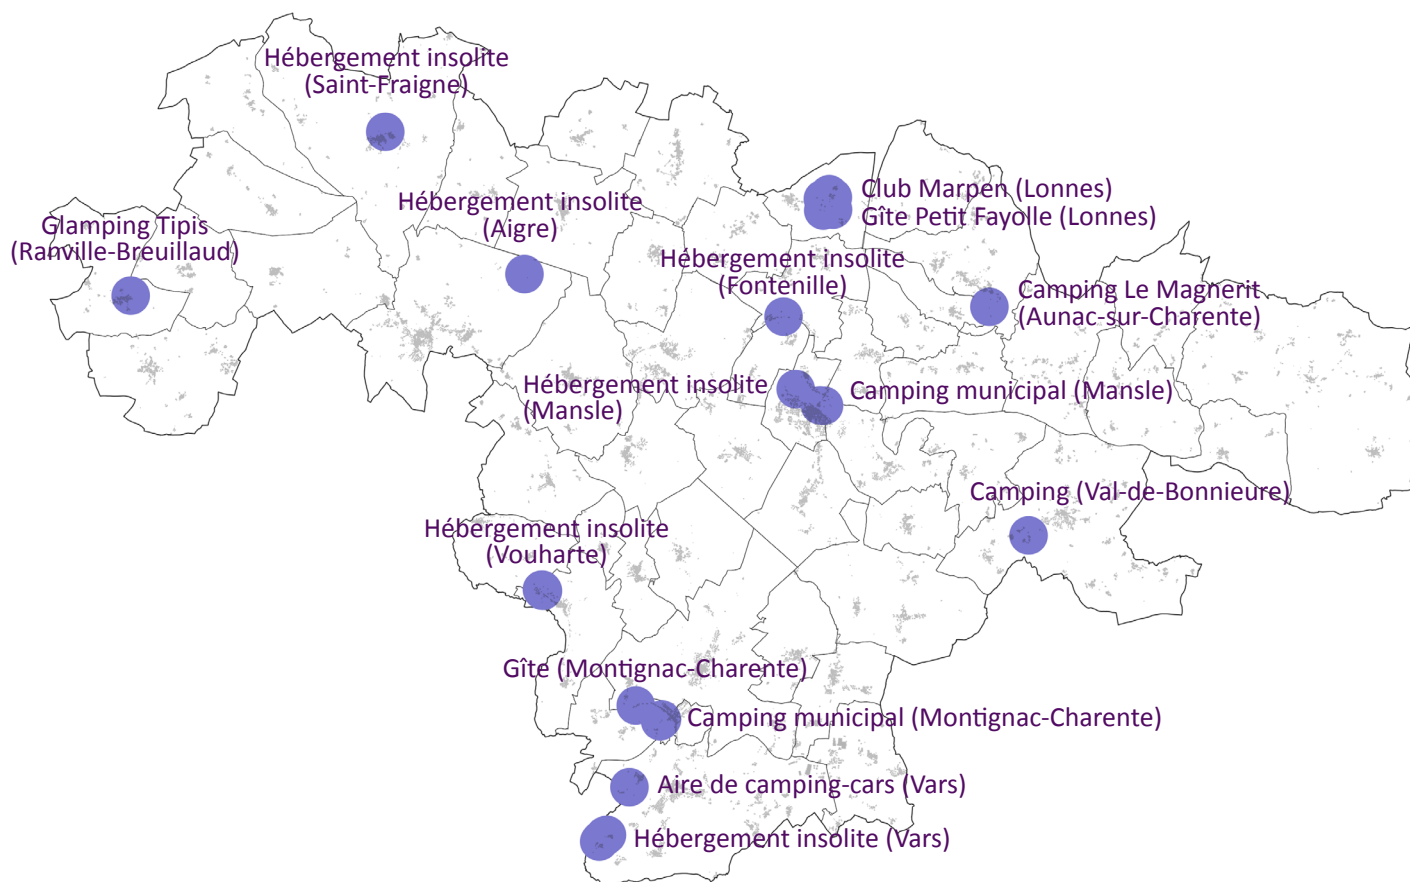 Hébergement insolite
(Saint-Fraigne)
Hébergement insolite
(Aigre)
Glamping Tipis
(Ranville-Breuillaud)
Club Marpen (Lonnes)
Gîte Petit Fayolle (Lonnes)
Hébergement insolite
(Fontenille)
Camping Le Magnerit
(Aunac-sur-Charente)
Hébergement insolite
(Mansle)
Camping municipal (Mansle)
Camping (Val-de-Bonnieure)
Hébergement insolite
(Vouharte)
Gîte (Montignac-Charente)
Camping municipal (Montignac-Charente)
Aire de camping-cars (Vars)
Hébergement insolite (Vars)